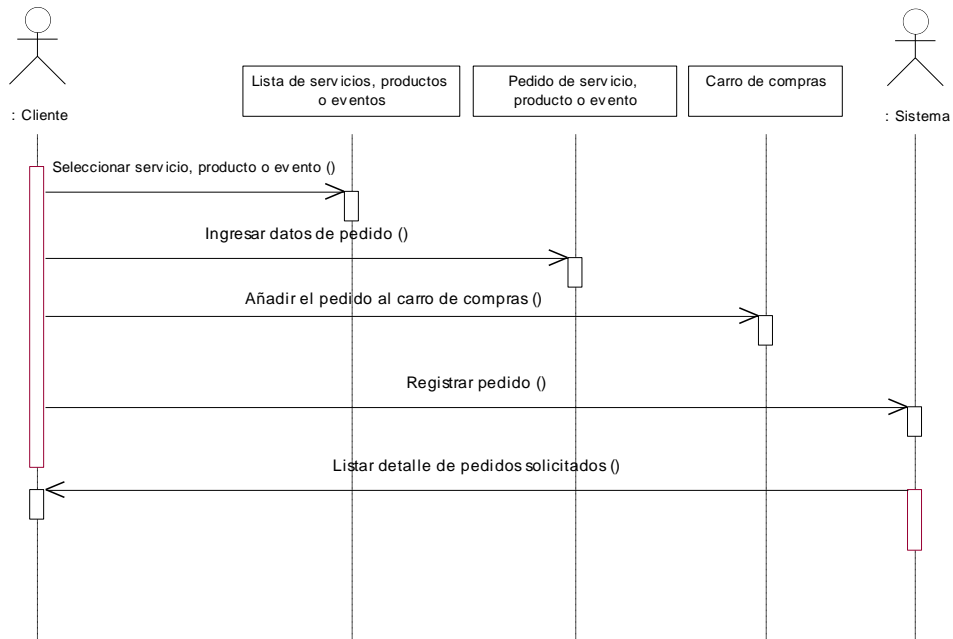 Lista de servicios, productos
o eventos
Pedido de servicio,
producto o evento
Carro de compras
: Cliente
: Sistema
Seleccionar servicio, producto o evento ()
Ingresar datos de pedido ()
Añadir el pedido al carro de compras ()
Registrar pedido ()
Listar detalle de pedidos solicitados ()